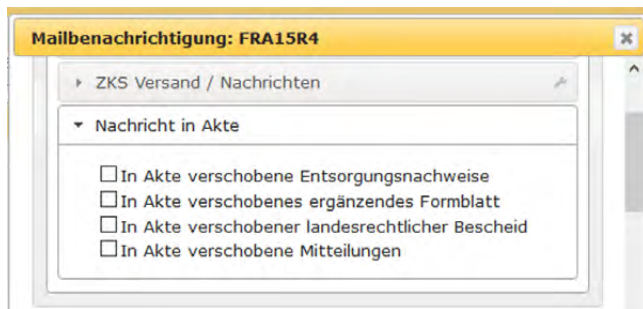 Mailbenachrichtigung: FRA15R4
ZKS Versand / Nachrichten
Nachricht in Akte
In Akte verschobene Entsorgungsnachweise
In Akte verschobenes ergänzendes Formblatt
In Akte verschobener landesrechtlicher Bescheid
In Akte verschobene Mitteilungen